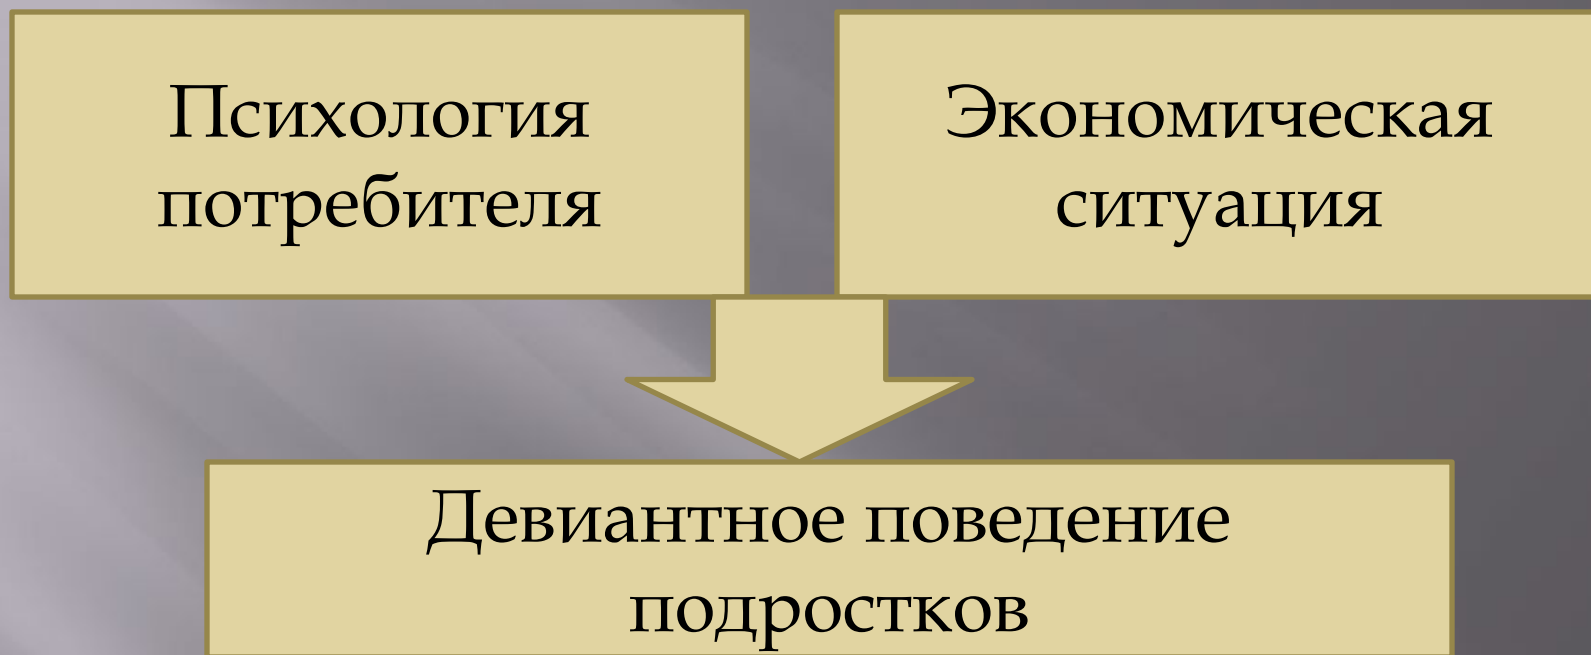 Психология
потребителя
Экономическая
ситуация
Девиантное поведение
подростков